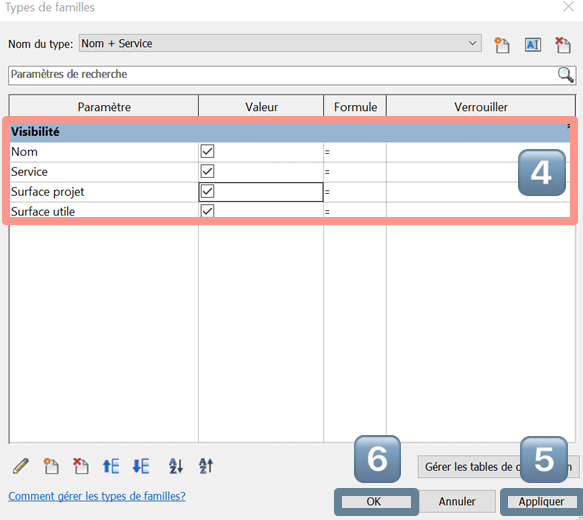 Types de familles
Nom du type: Nom + Service
Paramètres de recherche
Paramètre Valeur Formule Verrouiller
Visibilité
Nom =
Service =
Surface projet =
Surface utile =
4
6
5
Gérer les tables de
Comment gérer les types de familles?
OK Annuler Appliquer